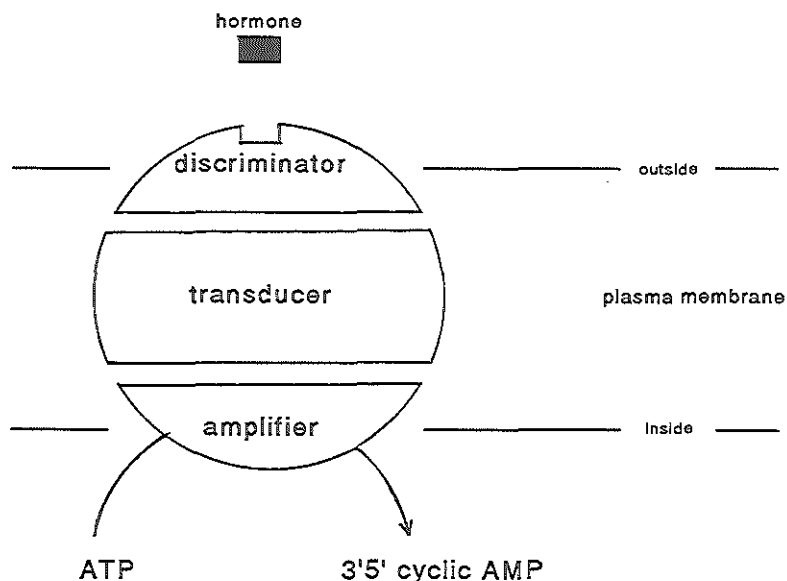 hormone
discriminator
outside
transducer
plasma membrane
amplifier
Inside
ATP
3'5' cyclic AMP